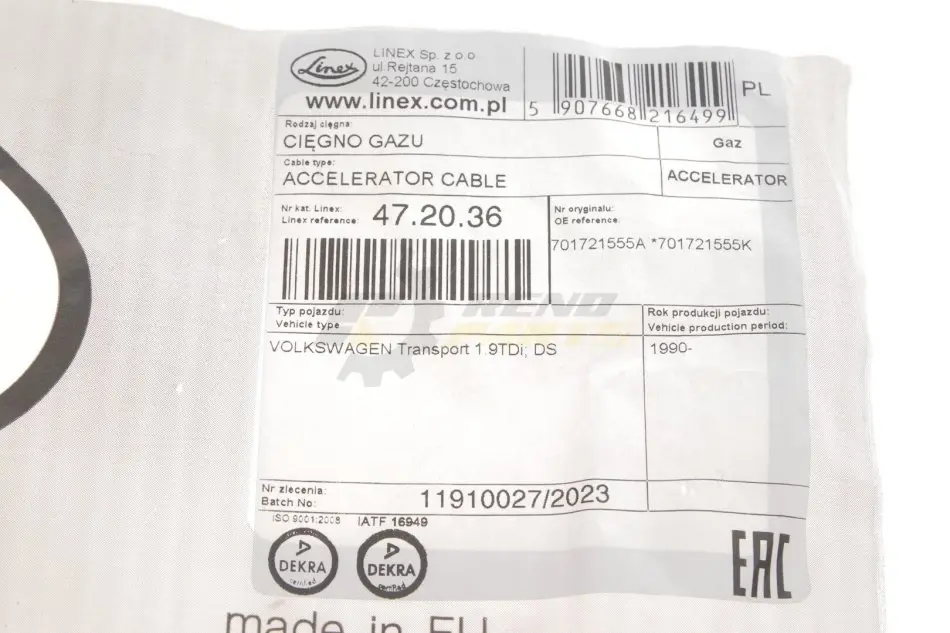 Linex
LINEX Sp. z o.o
ul Rejtana 15
42-200 Częstochowa
www.linex.com.pl
5 907668 216499
PL
Rodzaj cięgna:
CIĘGNO GAZU
Gaz
Cable type:
ACCELERATOR CABLE
ACCELERATOR
Nr kat. Linex:
Linex reference:
47.20.36
Nr oryginału:
OE reference:
701721555A *701721555K
Typ pojazdu:
Vehicle type
Rok produkcji pojazdu:
Vehicle production period:
VOLKSWAGEN Transport 1.9TDi; DS
1990-
Nr zlecenia:
Batch No:
11910027/2023
ISO 9001:2008 IATF 16949
DEKRA
certified
DEKRA
certified
EAC
made in EU